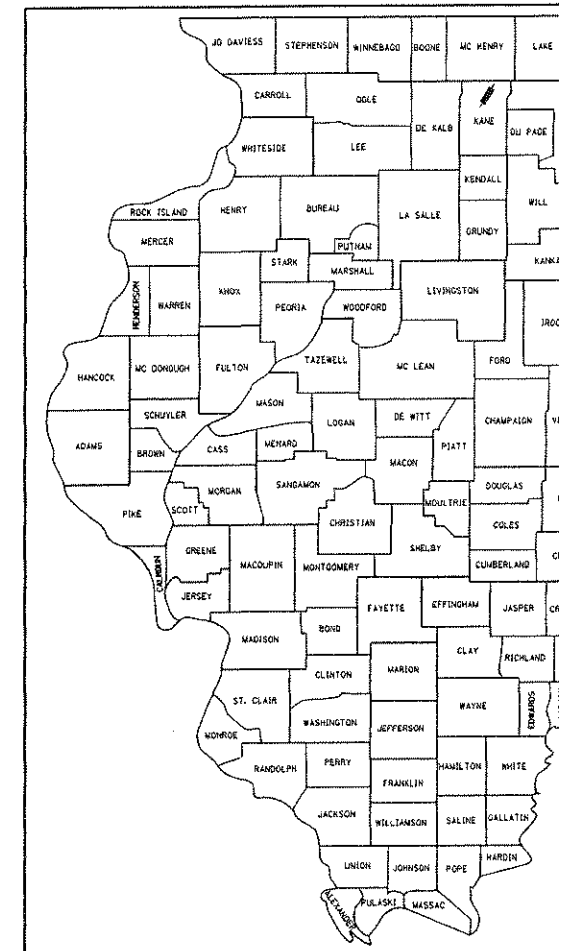 JO DAVIESS
STEPHENSON
WINNEBAGO
BOONE
MC HENRY
LAKE
CARROLL
OGLE
DE KALB
KANE
DU PAGE
WHITESIDE
LEE
KENDALL
WILL
ROCK ISLAND
HENRY
BUREAU
LA SALLE
GRUNDY
MERCER
PUTNAM
STARK
MARSHALL
KANKA
HENDERSON
WARREN
KNOX
PEORIA
WOODFORD
LIVINGSTON
IROC
TAZEWELL
MC LEAN
FORD
HANCOCK
MC DONOUGH
FULTON
MASON
SCHUYLER
LOGAN
DE WITT
CHAMPAIGN
ADAMS
BROWN
CASS
MENARD
MACON
PIATT
DOUGLAS
MORGAN
SANGAMON
MOULTRIE
PIKE
SCOTT
CHRISTIAN
COLES
GREENE
MACOUPIN
MONTGOMERY
SHELBY
CUMBERLAND
CALHOUN
JERSEY
FAYETTE
EFFINGHAM
JASPER
MADISON
BOND
CLAY
RICHLAND
CLINTON
MARION
ST. CLAIR
WASHINGTON
JEFFERSON
WAYNE
EDWARDS
MONROE
RANDOLPH
PERRY
HAMILTON
WHITE
FRANKLIN
JACKSON
WILLIAMSON
SALINE
GALLATIN
UNION
JOHNSON
POPE
HARDIN
ALEXANDER
PULASKI
MASSAC